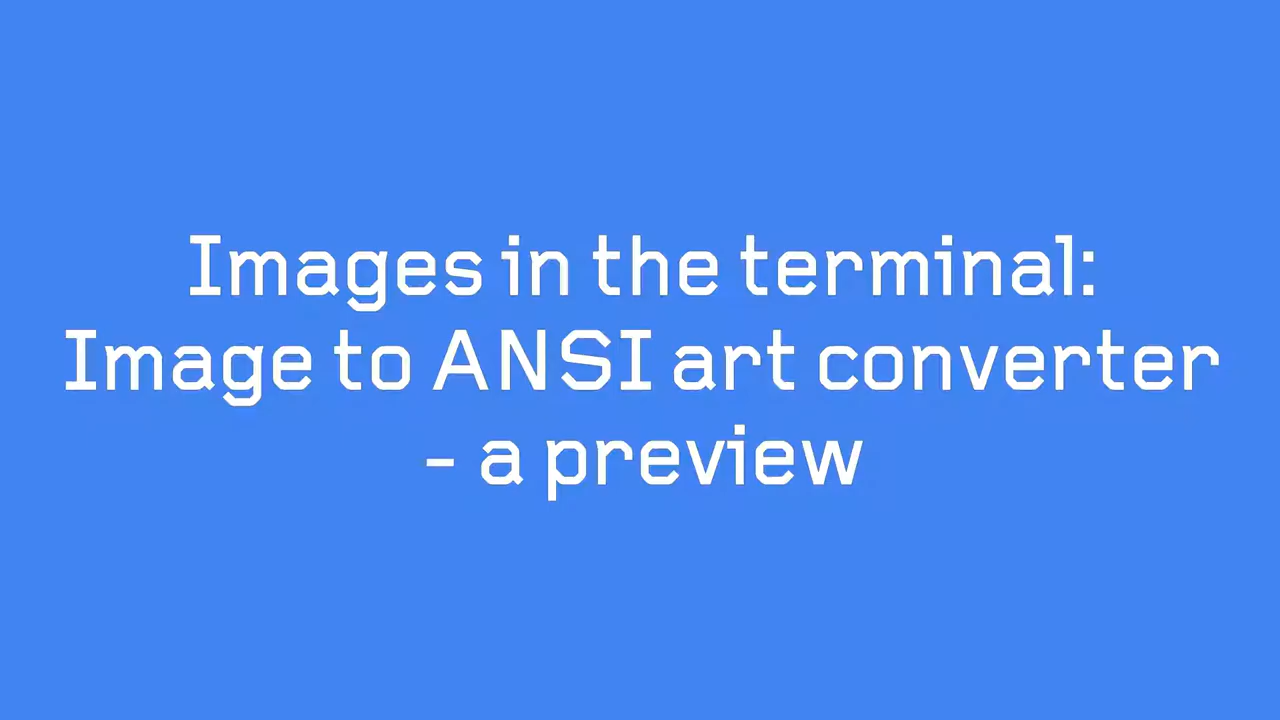 Images in the terminal:
Image to ANSI art converter
- a preview